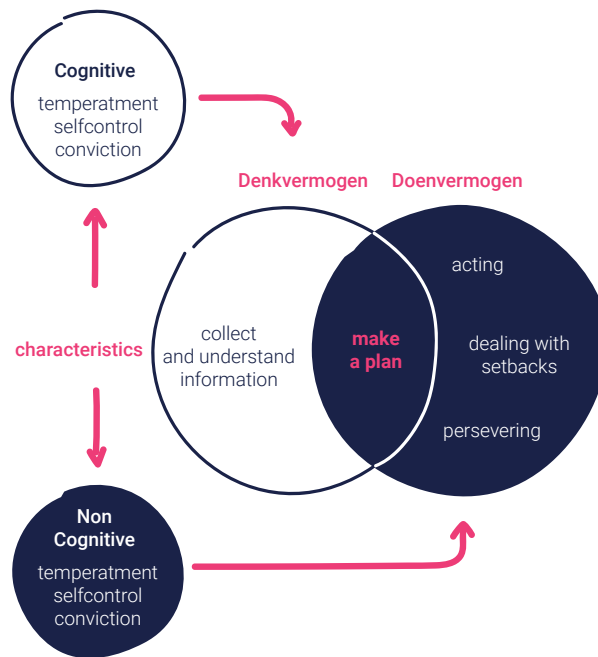 Cognitive
temperatment
selfcontrol
conviction
Denkvermogen
Doenvermogen
characteristics
collect
and understand
information
make
a plan
acting
dealing with
setbacks
persevering
Non
Cognitive
temperatment
selfcontrol
conviction